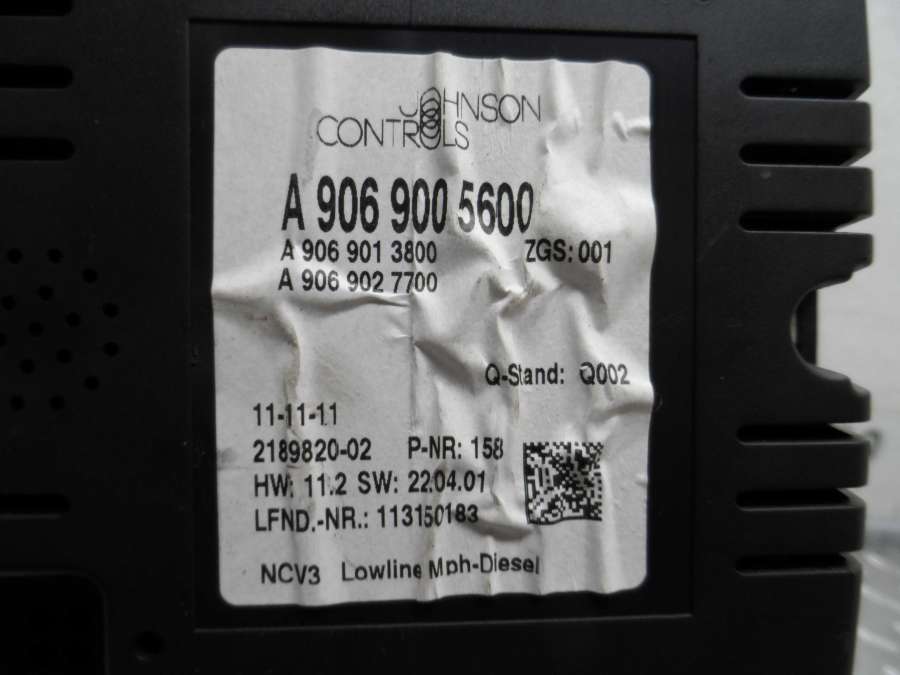 JOHNSON
CONTROLS
A 906 900 5600
A 906 901 3800 ZGS: 001
A 906 902 7700
Q-Stand: Q002
11-11-11
2189820-02 P-NR: 158
HW: 11.2 SW: 22.04.01
LFND.-NR.: 113150183
NCV3 Lowline Mph-Diesel